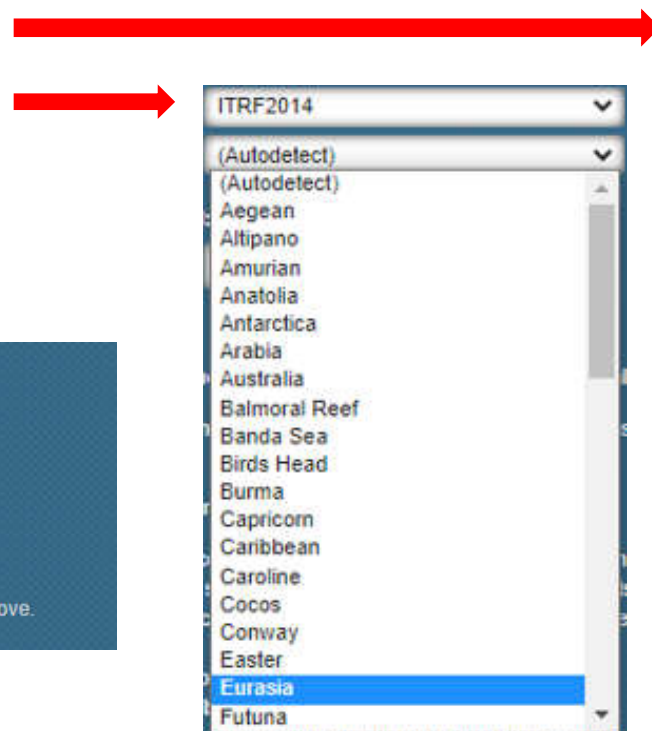 ITRF2014
(Autodetect)
(Autodetect)
Aegean
Altipano
Amurian
Anatolia
Antarctica
Arabia
Australia
Balmoral Reef
Banda Sea
Birds Head
Burma
Capricorn
Caribbean
Caroline
Cocos
Conway
Easter
Eurasia
Futuna
ove.